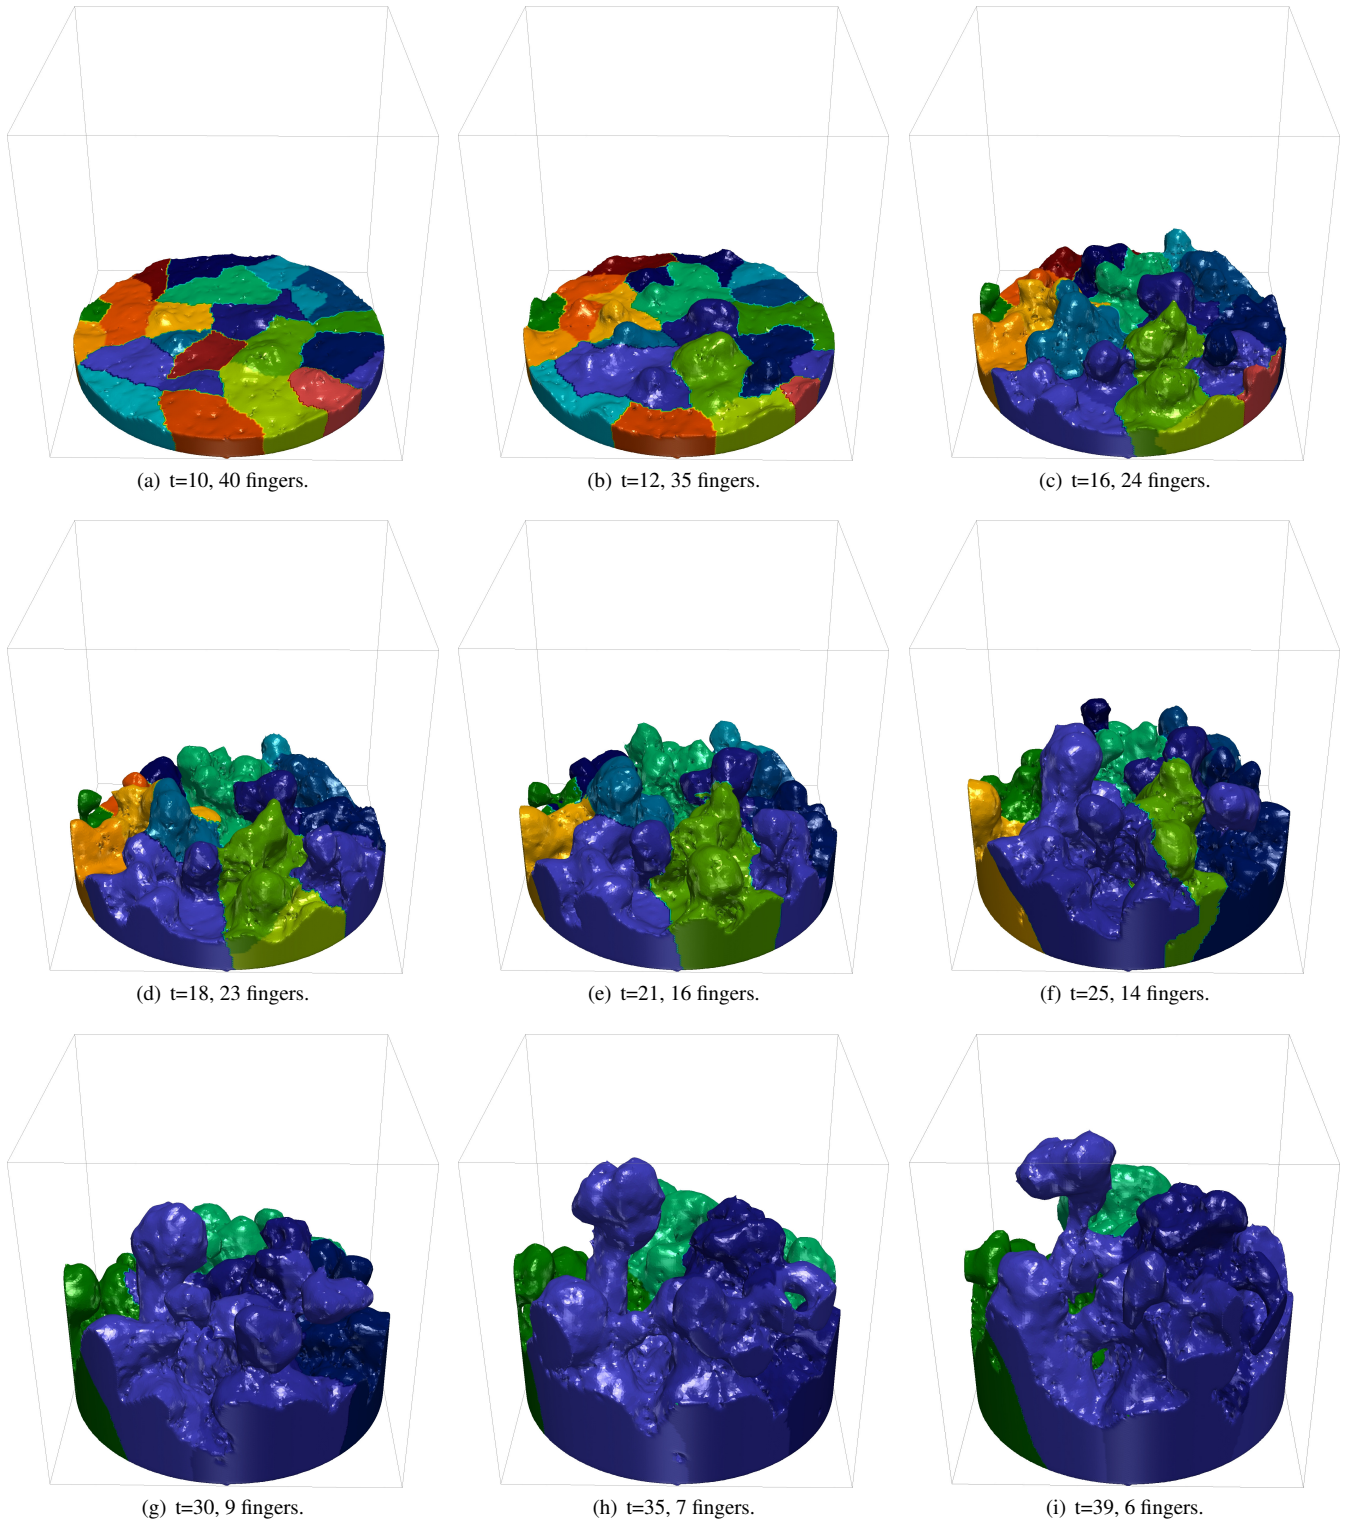 (a) t=10, 40 fingers.
(b) t=12, 35 fingers.
(c) t=16, 24 fingers.
(d) t=18, 23 fingers.
(e) t=21, 16 fingers.
(f) t=25, 14 fingers.
(g) t=30, 9 fingers.
(h) t=35, 7 fingers.
(i) t=39, 6 fingers.